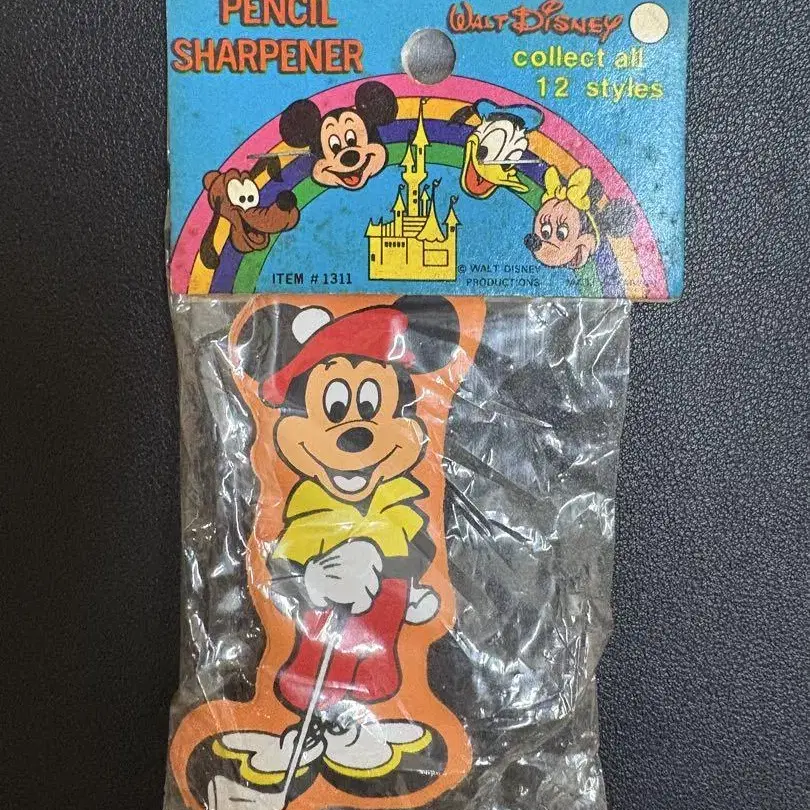 PENCIL
SHARPENER
WALT DISNEY
collect all
12 styles
ITEM #1311
© WALT DISNEY
PRODUCTIONS